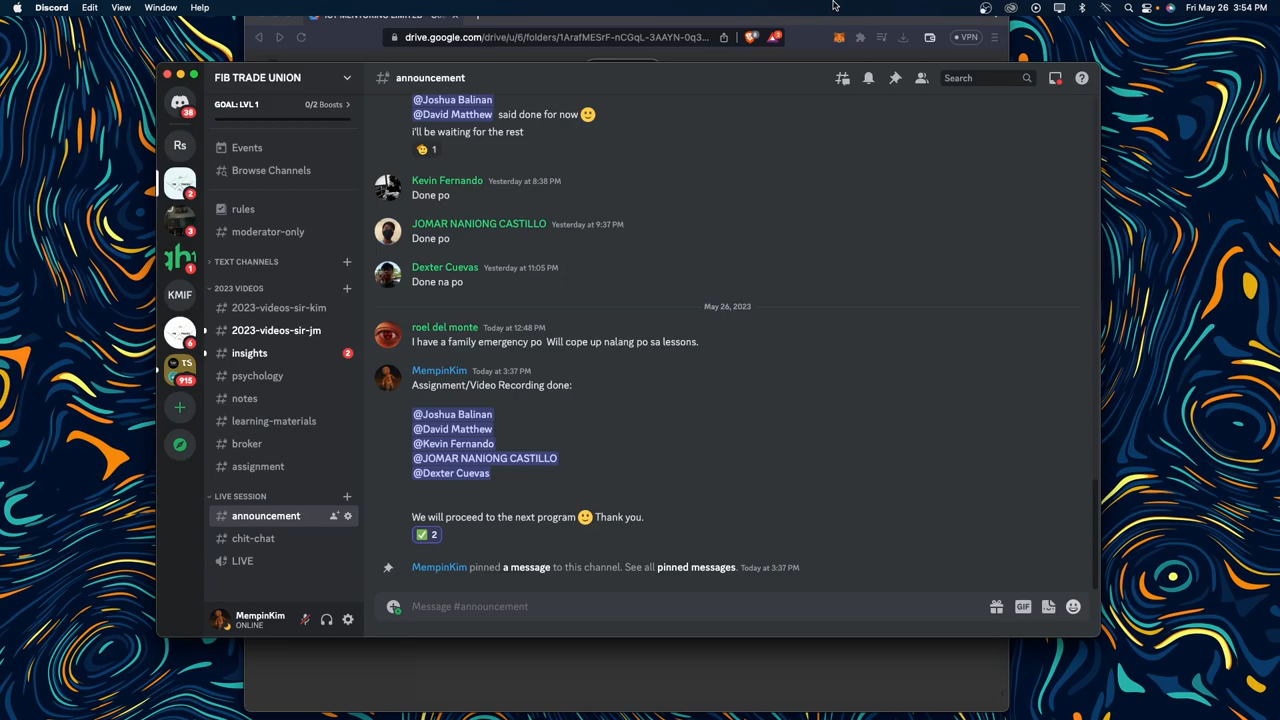 Discord Edit View Window Help
Fri May 26 3:54 PM
drive.google.com/drive/u/6/folders/1ArafMESrF-nCGqL-3AAYN-0q3...
VPN
FIB TRADE UNION
announcement
Search
38
GOAL: LVL 1
0/2 Boosts
Rs
Events
Browse Channels
2
rules
3
moderator-only
TEXT CHANNELS
1
2023 VIDEOS
KMIF
2023-videos-sir-kim
2023-videos-sir-jm
6
insights
2
TS
psychology
915
notes
learning-materials
broker
assignment
LIVE SESSION
announcement
chit-chat
LIVE
MempinKim
ONLINE
@Joshua Balinan
@David Matthew said done for now
i'll be waiting for the rest
1
Kevin Fernando Yesterday at 8:38 PM
Done po
JOMAR NANIONG CASTILLO Yesterday at 9:37 PM
Done po
Dexter Cuevas Yesterday at 11:05 PM
Done na po
May 26, 2023
roel del monte Today at 12:48 PM
I have a family emergency po Will cope up nalang po sa lessons.
MempinKim Today at 3:37 PM
Assignment/Video Recording done:
@Joshua Balinan
@David Matthew
@Kevin Fernando
@JOMAR NANIONG CASTILLO
@Dexter Cuevas
We will proceed to the next program Thank you.
2
MempinKim pinned a message to this channel. See all pinned messages. Today at 3:37 PM
Message #announcement
GIF